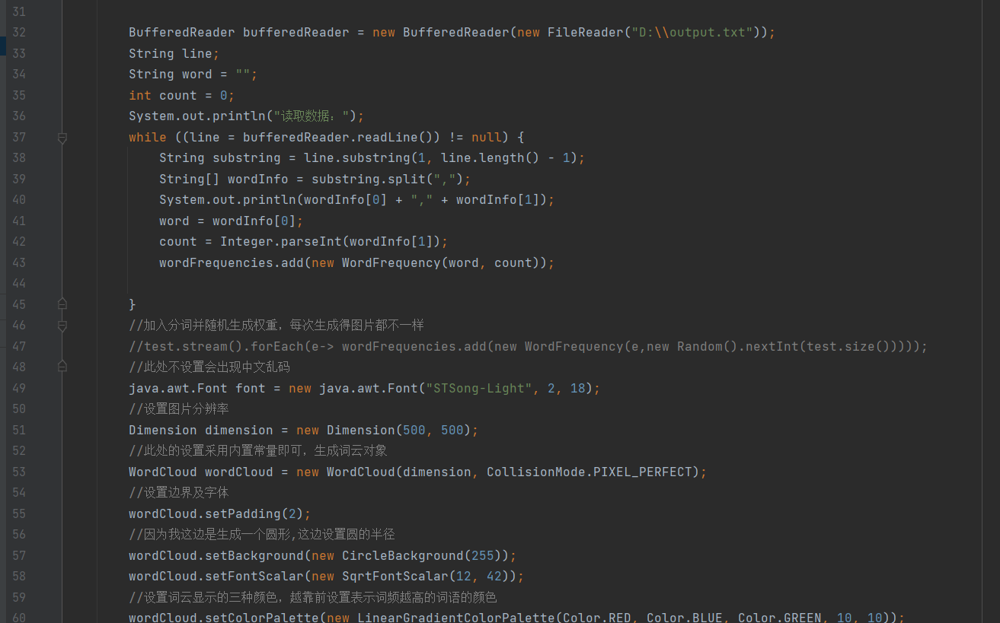 31
32 BufferedReader bufferedReader = new BufferedReader(new FileReader("D:\\output.txt"));
33 String line;
34 String word = "";
35 int count = 0;
36 System.out.println("读取数据：");
37 while ((line = bufferedReader.readLine()) != null) {
38 String substring = line.substring(1, line.length() - 1);
39 String[] wordInfo = substring.split(",");
40 System.out.println(wordInfo[0] + "," + wordInfo[1]);
41 word = wordInfo[0];
42 count = Integer.parseInt(wordInfo[1]);
43 wordFrequencies.add(new WordFrequency(word, count));
44
45 }
46 //加入分词并随机生成权重，每次生成得图片都不一样
47 //test.stream().forEach(e-> wordFrequencies.add(new WordFrequency(e,new Random().nextInt(test.size()))));
48 //此处不设置会出现中文乱码
49 java.awt.Font font = new java.awt.Font("STSong-Light", 2, 18);
50 //设置图片分辨率
51 Dimension dimension = new Dimension(500, 500);
52 //此处的设置采用内置常量即可，生成词云对象
53 WordCloud wordCloud = new WordCloud(dimension, CollisionMode.PIXEL_PERFECT);
54 //设置边界及字体
55 wordCloud.setPadding(2);
56 //因为我这边是生成一个圆形,这边设置圆的半径
57 wordCloud.setBackground(new CircleBackground(255));
58 wordCloud.setFontScalar(new SqrtFontScalar(12, 42));
59 //设置词云显示的三种颜色，越靠前设置表示词频越高的词语的颜色
60 wordCloud.setColorPalette(new LinearGradientColorPalette(Color.RED, Color.BLUE, Color.GREEN, 10, 10));